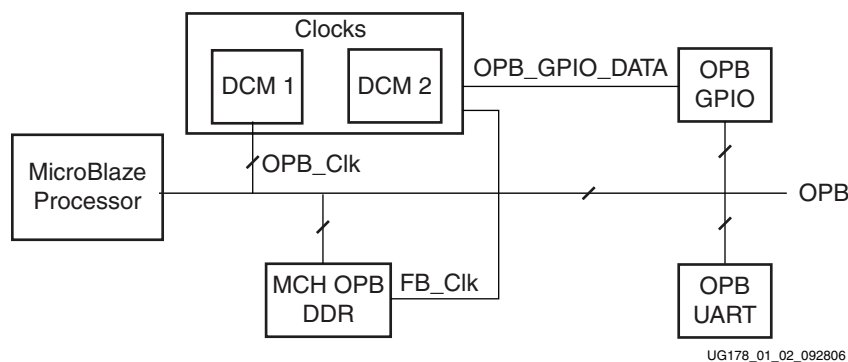 Clocks
DCM 1
DCM 2
OPB_GPIO_DATA
OPB
GPIO
MicroBlaze
Processor
OPB_Clk
OPB
MCH OPB
DDR
FB_Clk
OPB
UART
UG178_01_02_092806